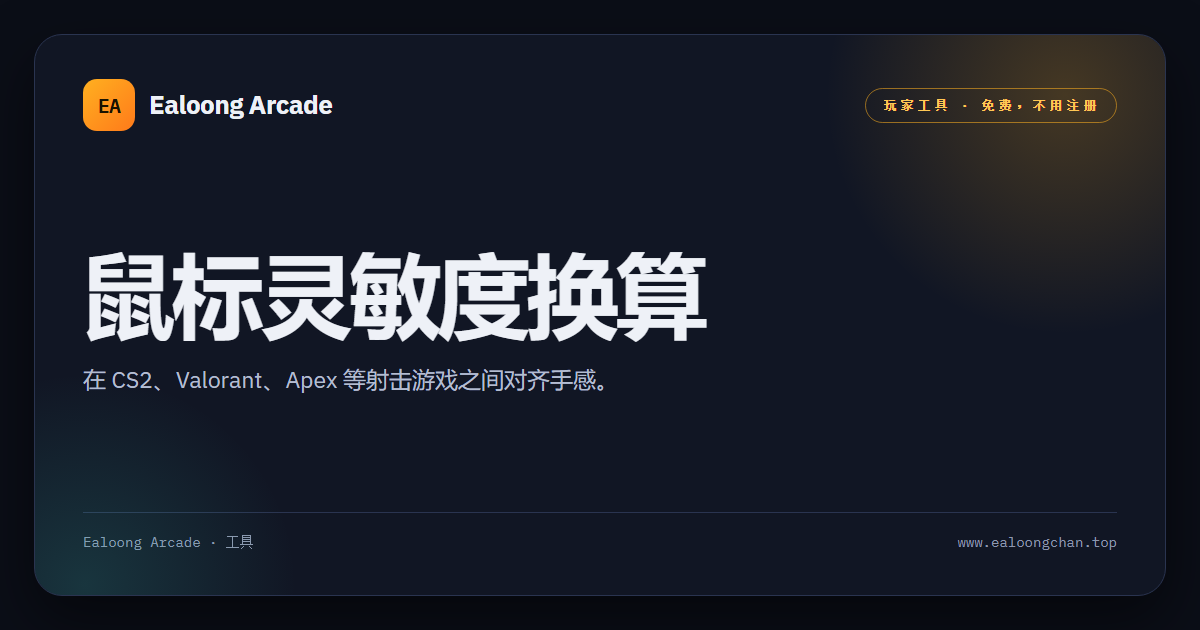 EA
Ealoong Arcade
玩家工具 · 免费，不用注册
鼠标灵敏度换算
在 CS2、Valorant、Apex 等射击游戏之间对齐手感。
Ealoong Arcade · 工具
www.ealoongchan.top